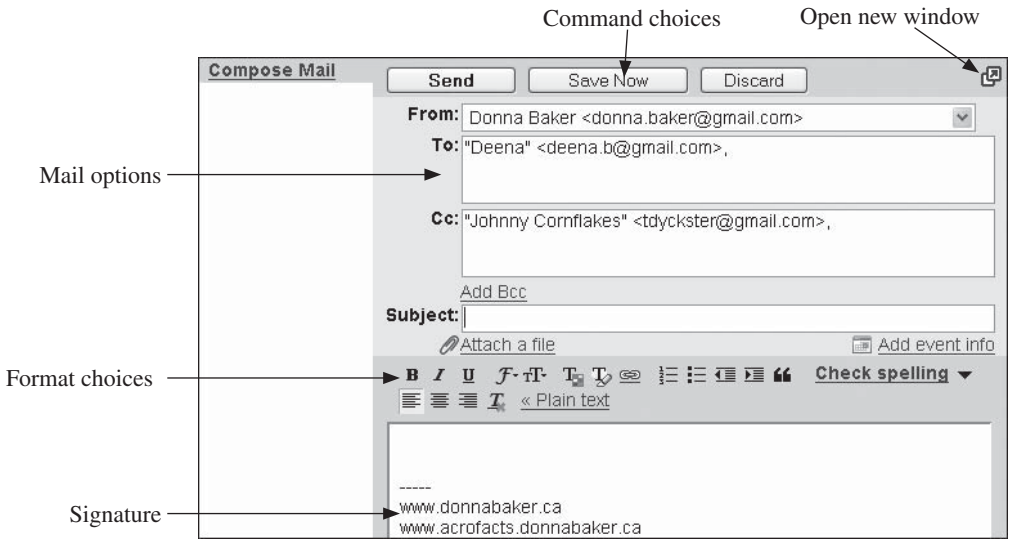 Command choices
Open new window
Compose Mail
Send Save Now Discard
From: Donna Baker <donna.baker@gmail.com>
To: "Deena" <deena.b@gmail.com>,
Mail options
Cc: "Johnny Cornflakes" <tdyckster@gmail.com>,
Add Bcc
Subject:
Attach a file Add event info
Format choices
B I U F T T T Check spelling
T « Plain text
-----
Signature
www.donnabaker.ca
www.acrofacts.donnabaker.ca